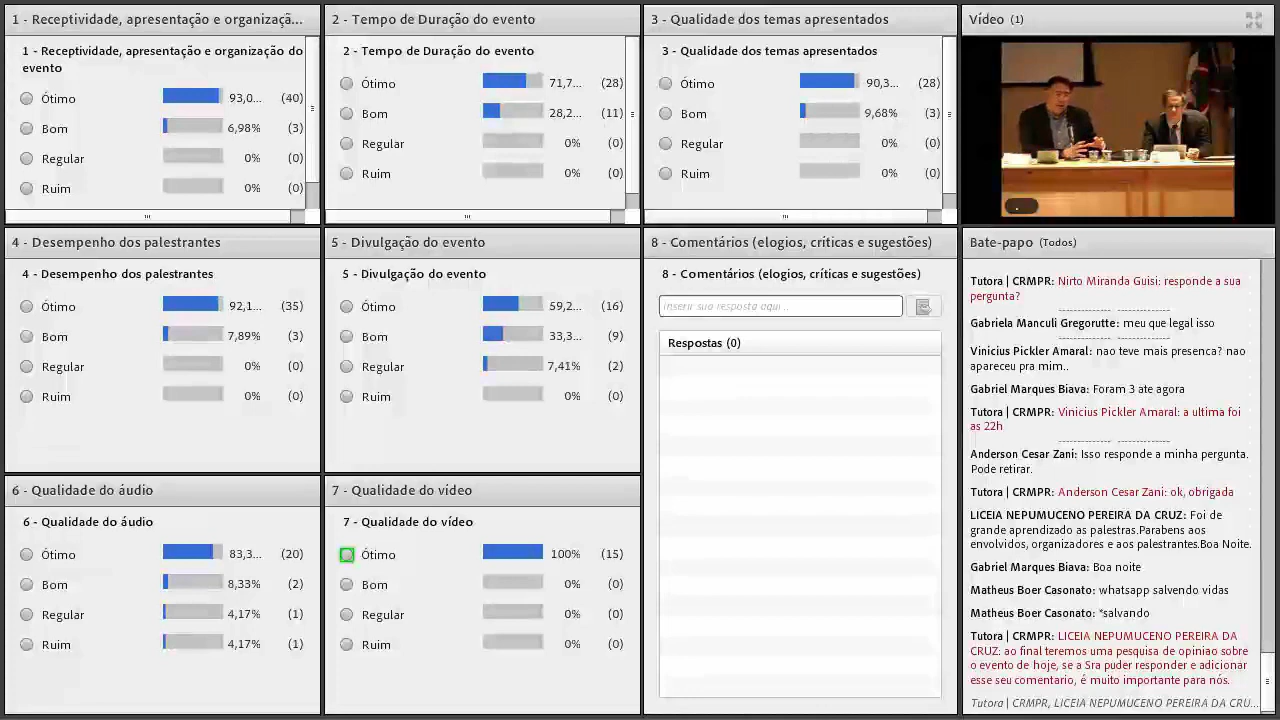 1 - Receptividade, apresentação e organizaçã...
1 - Receptividade, apresentação e organização do
evento
Ótimo 93,0... (40)
Bom 6,98% (3)
Regular 0% (0)
Ruim 0% (0)
2 - Tempo de Duração do evento
2 - Tempo de Duração do evento
Ótimo 71,7... (28)
Bom 28,2... (11)
Regular 0% (0)
Ruim 0% (0)
3 - Qualidade dos temas apresentados
3 - Qualidade dos temas apresentados
Ótimo 90,3... (28)
Bom 9,68% (3)
Regular 0% (0)
Ruim 0% (0)
Vídeo (1)
4 - Desempenho dos palestrantes
4 - Desempenho dos palestrantes
Ótimo 92,1... (35)
Bom 7,89% (3)
Regular 0% (0)
Ruim 0% (0)
5 - Divulgação do evento
5 - Divulgação do evento
Ótimo 59,2... (16)
Bom 33,3... (9)
Regular 7,41% (2)
Ruim 0% (0)
6 - Qualidade do áudio
6 - Qualidade do áudio
Ótimo 83,3... (20)
Bom 8,33% (2)
Regular 4,17% (1)
Ruim 4,17% (1)
7 - Qualidade do vídeo
7 - Qualidade do vídeo
Ótimo 100% (15)
Bom 0% (0)
Regular 0% (0)
Ruim 0% (0)
8 - Comentários (elogios, críticas e sugestões)
8 - Comentários (elogios, críticas e sugestões)
inserir sua resposta aqui...
Respostas (0)
Bate-papo (Todos)
Tutora | CRMPR: Nirto Miranda Guisi: responde a sua
pergunta?
Gabriela Manculi Gregorutte: meu que legal isso
Vinicius Pickler Amaral: nao teve mais presenca? nao
apareceu pra mim..
Gabriel Marques Biava: Foram 3 ate agora
Tutora | CRMPR: Vinicius Pickler Amaral: a ultima foi
as 22h
Anderson Cesar Zani: Isso responde a minha pergunta.
Pode retirar.
Tutora | CRMPR: Anderson Cesar Zani: ok, obrigada
LICEIA NEPUMUCENO PEREIRA DA CRUZ: Foi de
grande aprendizado as palestras.Parabens aos
envolvidos, organizadores e aos palestrantes.Boa Noite.
Gabriel Marques Biava: Boa noite
Matheus Boer Casonato: whatsapp salvendo vidas
Matheus Boer Casonato: *salvando
Tutora | CRMPR: LICEIA NEPUMUCENO PEREIRA DA
CRUZ: ao final teremos uma pesquisa de opiniao sobre
o evento de hoje, se a Sra puder responder e adicionar
esse seu comentario, é muito importante para nós.
Tutora | CRMPR, LICEIA NEPUMUCENO PEREIRA DA CRU...